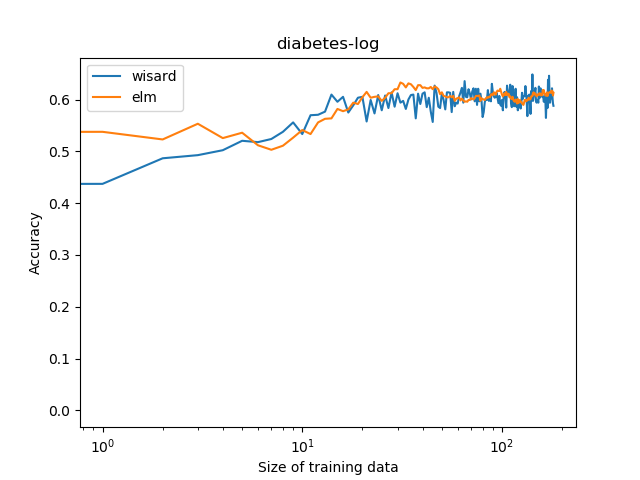 diabetes-log
wisard
elm
Accuracy
0.6
0.5
0.4
0.3
0.2
0.1
0.0
10⁰
10¹
10²
Size of training data